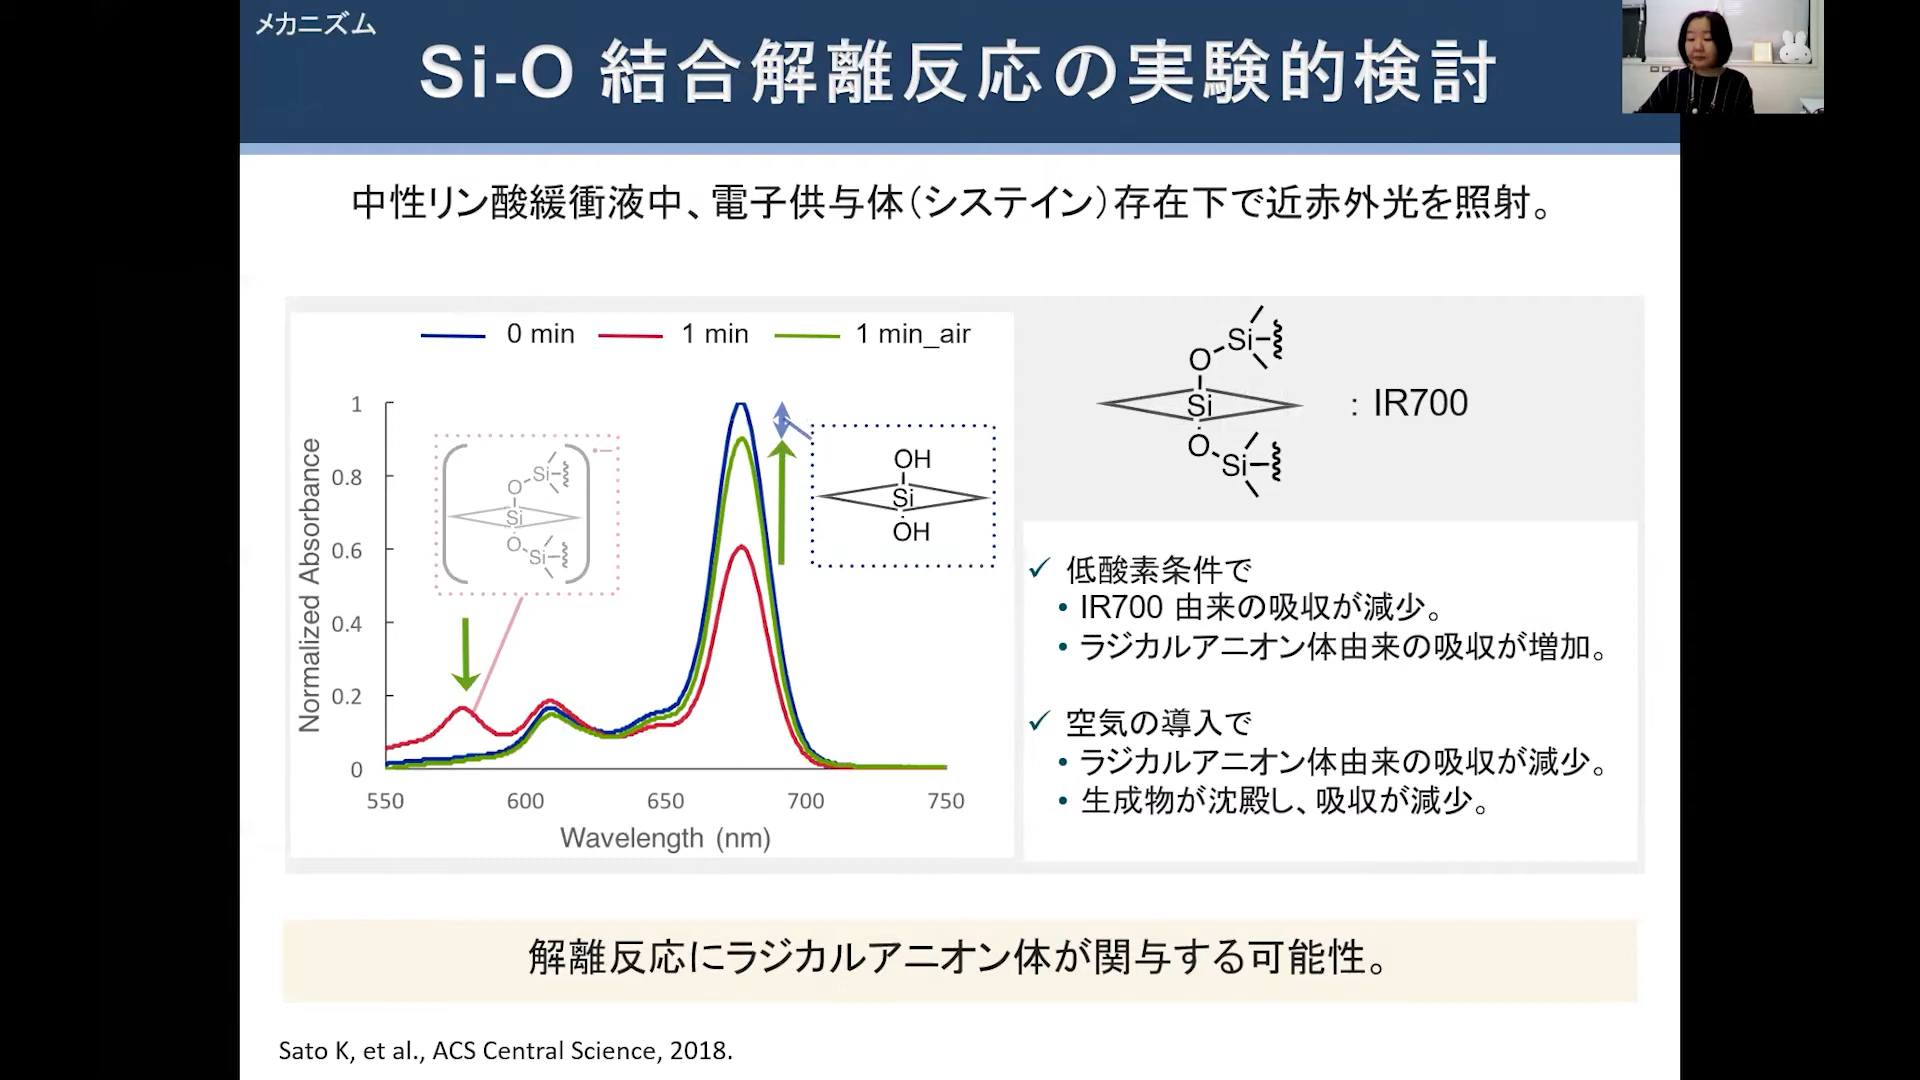 メカニズム
Si-O 結合解離反応の実験的検討
中性リン酸緩衝液中、電子供与体(システイン)存在下で近赤外光を照射。
0 min 1 min 1 min_air
Normalized Absorbance
1
0.8
0.6
0.4
0.2
0
550 600 650 700 750
Wavelength (nm)
Si
O
Si
O
Si
•−
OH
Si
OH
Si
O
Si
O
Si
: IR700
✓ 低酸素条件で
• IR700 由来の吸収が減少。
• ラジカルアニオン体由来の吸収が増加。
✓ 空気の導入で
• ラジカルアニオン体由来の吸収が減少。
• 生成物が沈殿し、吸収が減少。
解離反応にラジカルアニオン体が関与する可能性。
Sato K, et al., ACS Central Science, 2018.